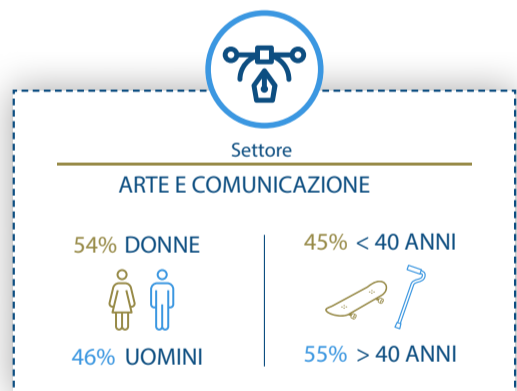 Settore
ARTE E COMUNICAZIONE
54% DONNE
46% UOMINI
45% < 40 ANNI
55% > 40 ANNI